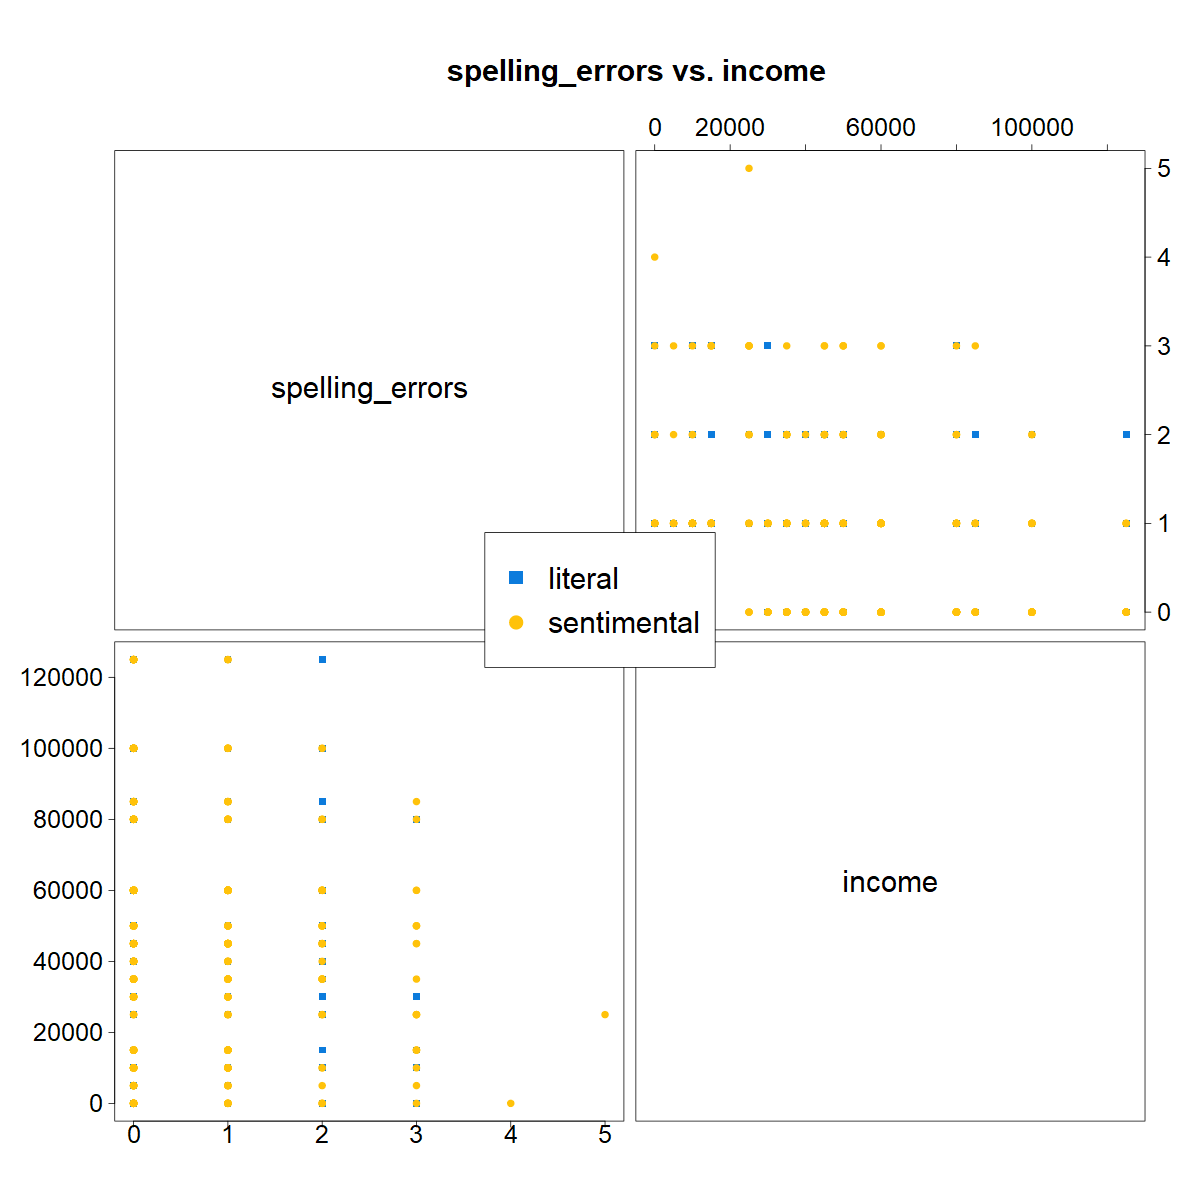 spelling_errors vs. income
0 20000 60000 100000
5
4
3
2
1
0
spelling_errors
literal
sentimental
120000
100000
80000
60000
40000
20000
0
income
0 1 2 3 4 5